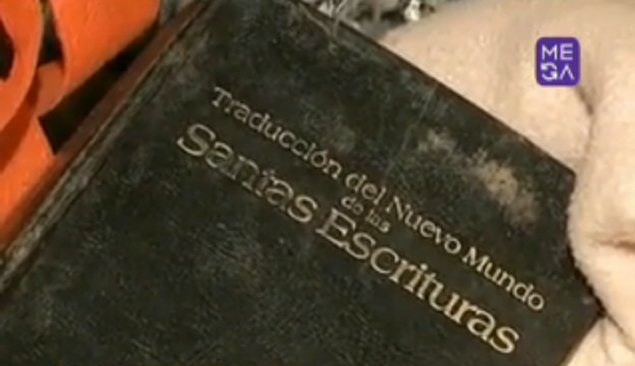 MEGA
Traducción del Nuevo Mundo
de las
Santas Escrituras